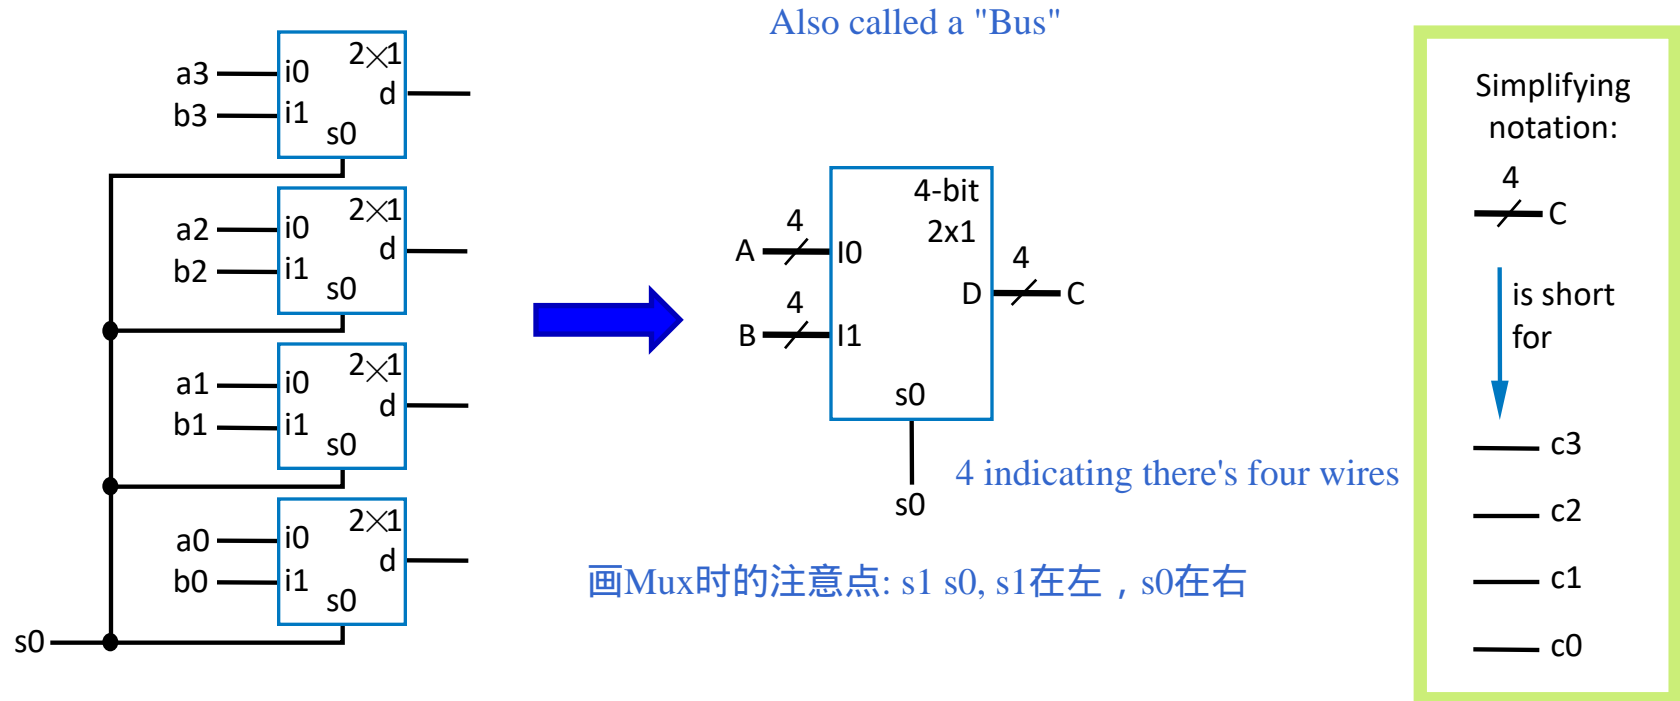 Also called a "Bus"
a3 i0 2×1
b3 i1 d
s0
a2 i0 2×1
b2 i1 d
s0
a1 i0 2×1
b1 i1 d
s0
a0 i0 2×1
b0 i1 d
s0
s0
4-bit
2x1
4
A I0
4
B I1
4
D C
s0
s0
4 indicating there's four wires
画Mux时的注意点: s1 s0, s1在左，s0在右
Simplifying
notation:
4
C
is short
for
c3
c2
c1
c0